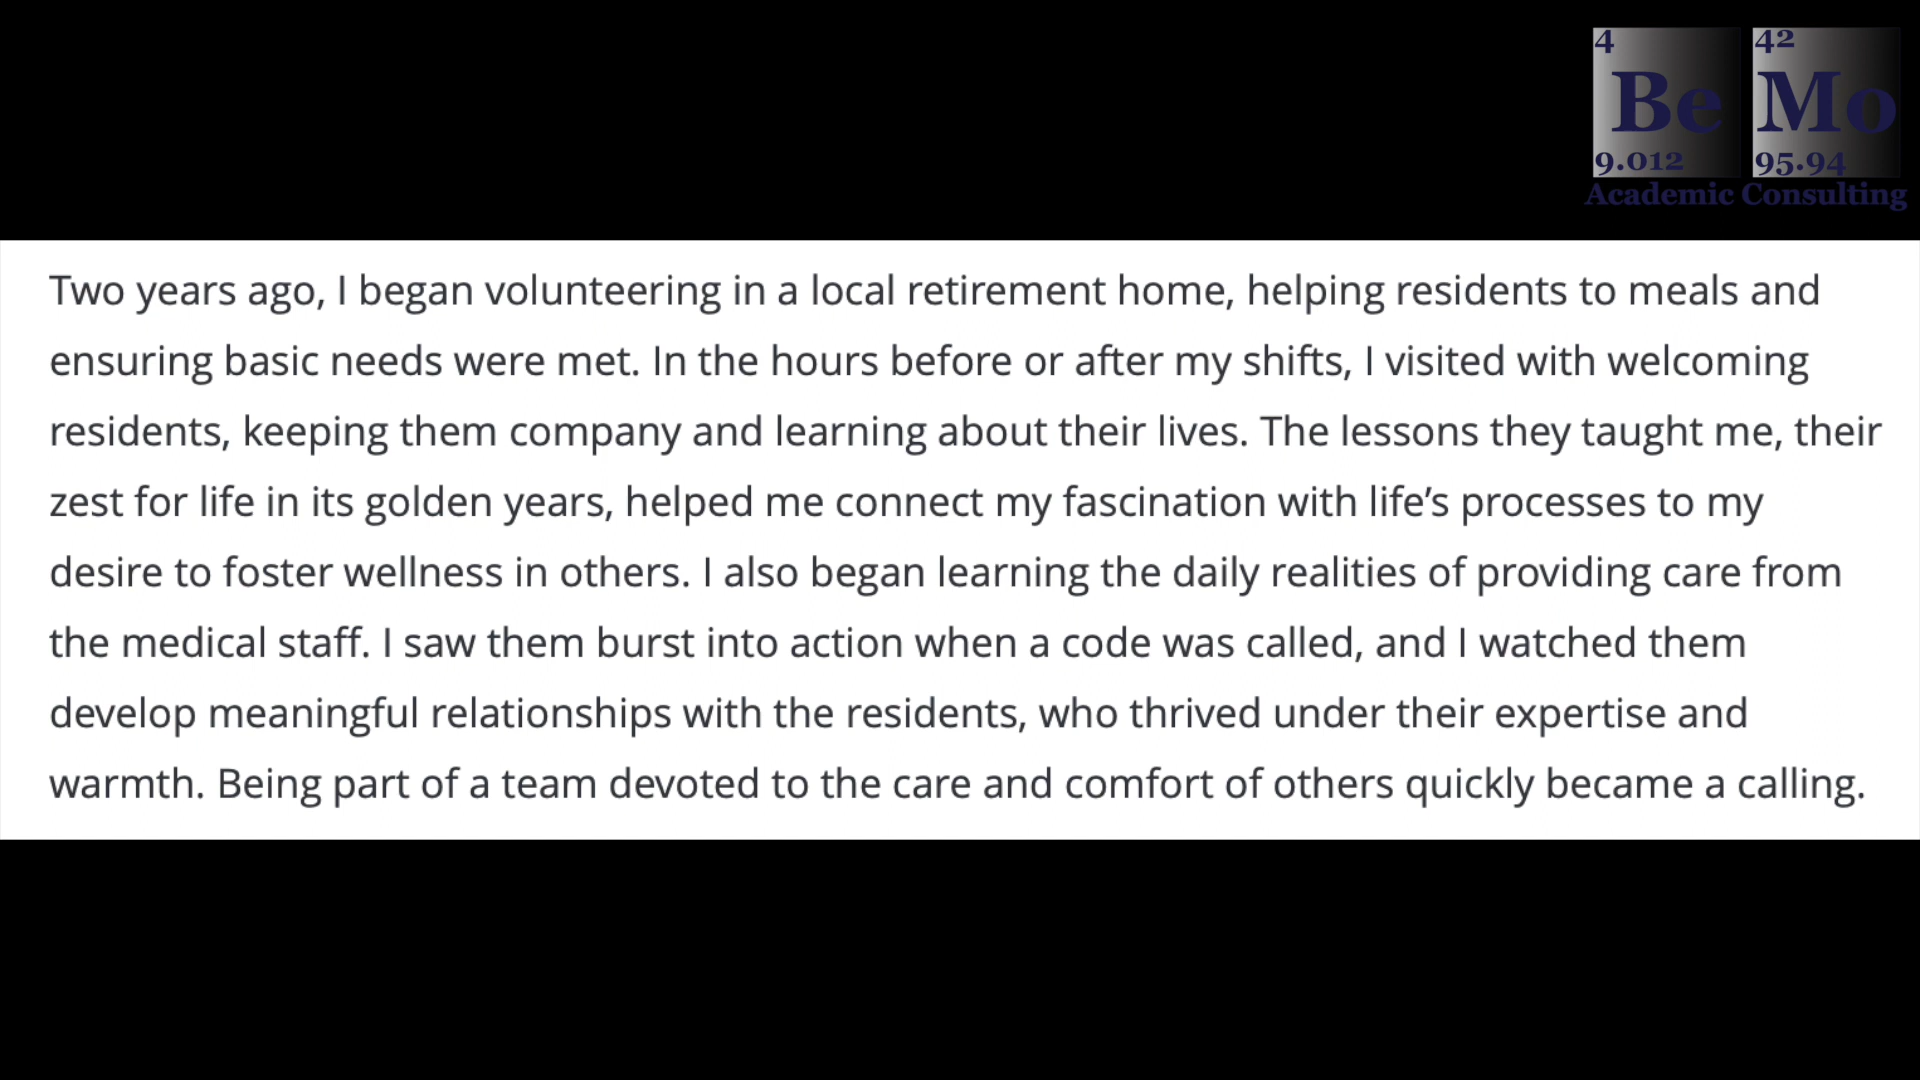 4 42
Be Mo
9.012 95.94
Academic Consulting
Two years ago, I began volunteering in a local retirement home, helping residents to meals and
ensuring basic needs were met. In the hours before or after my shifts, I visited with welcoming
residents, keeping them company and learning about their lives. The lessons they taught me, their
zest for life in its golden years, helped me connect my fascination with life’s processes to my
desire to foster wellness in others. I also began learning the daily realities of providing care from
the medical staff. I saw them burst into action when a code was called, and I watched them
develop meaningful relationships with the residents, who thrived under their expertise and
warmth. Being part of a team devoted to the care and comfort of others quickly became a calling.